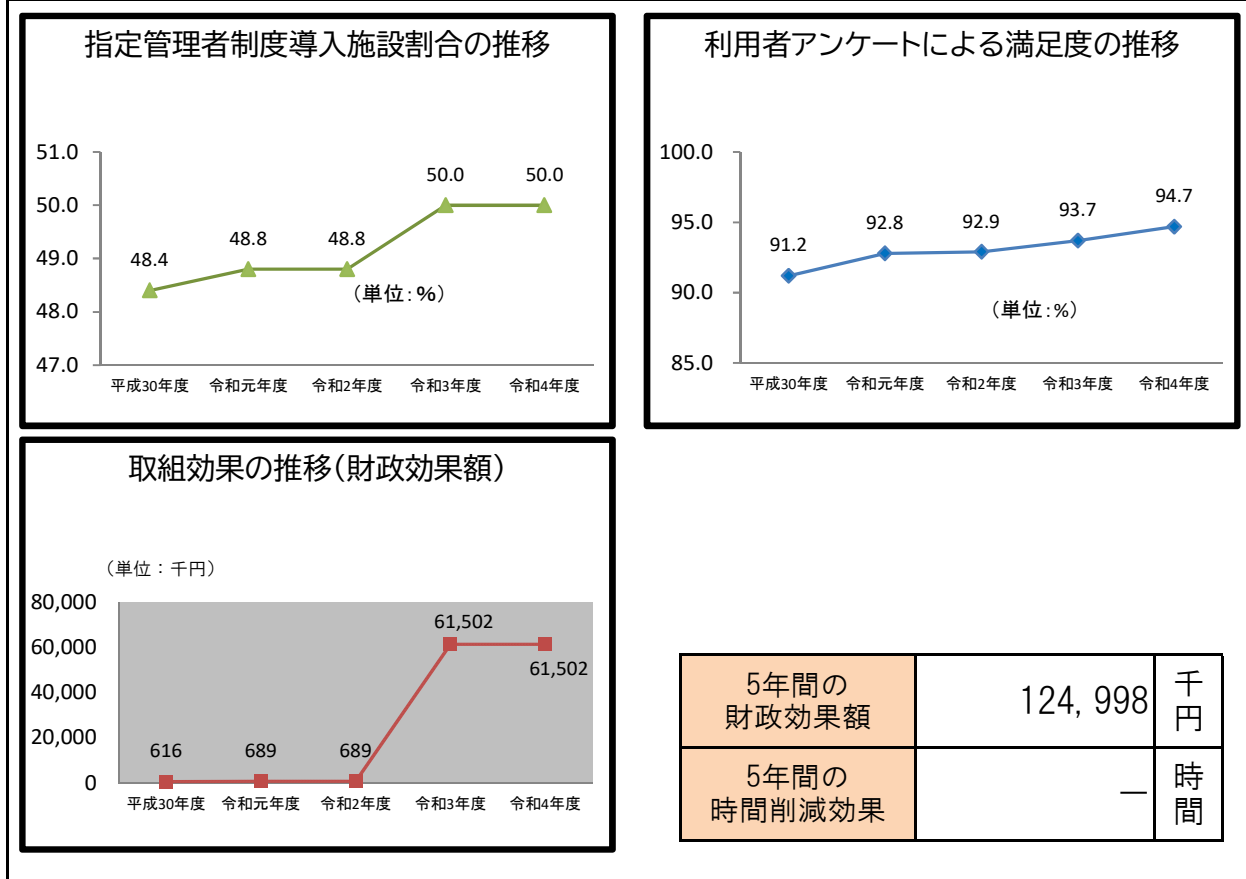 指定管理者制度導入施設割合の推移
51.0
50.0
49.0
48.0
47.0
48.4
48.8
48.8
50.0
50.0
（単位：％）
平成30年度 令和元年度 令和2年度 令和3年度 令和4年度
利用者アンケートによる満足度の推移
100.0
95.0
90.0
85.0
91.2
92.8
92.9
93.7
94.7
（単位：％）
平成30年度 令和元年度 令和2年度 令和3年度 令和4年度
取組効果の推移（財政効果額）
（単位：千円）
80,000
60,000
40,000
20,000
0
616
689
689
61,502
61,502
平成30年度 令和元年度 令和2年度 令和3年度 令和4年度
5年間の
財政効果額
124,998
千円
5年間の
時間削減効果
―
時間